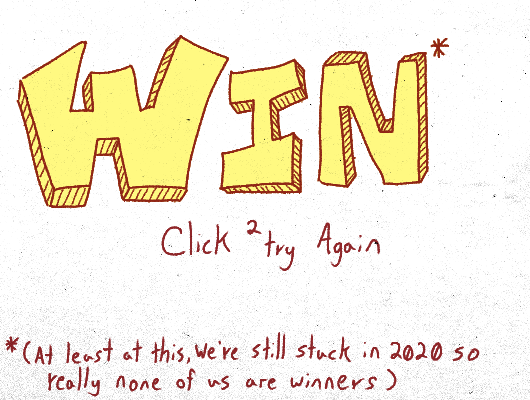 WIN*
Click 2 try Again
*(At least at this, We're still stuck in 2020 so
really none of us are winners)